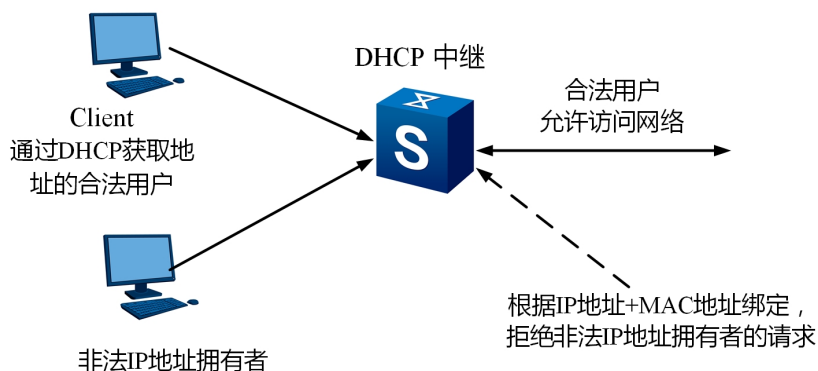 DHCP 中继
合法用户
允许访问网络
Client
通过DHCP获取地
址的合法用户
S
根据IP地址+MAC地址绑定，
拒绝非法IP地址拥有者的请求
非法IP地址拥有者